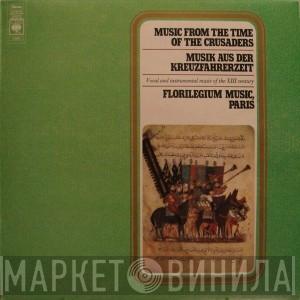 MUSIC FROM THE TIME
OF THE CRUSADERS
MUSIK AUS DER
KREUZFAHRERZEIT
Vocal and instrumental music of the XIII century
FLORILEGIUM MUSIC,
PARIS
МАРКЕТ ВИНИЛА